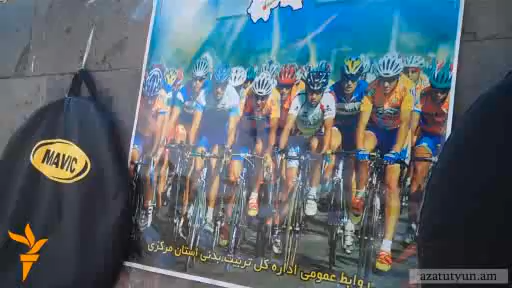 MAVIC
روابط عمومی اداره کل تربیت بدنی استان مرکزی
azatutyun.am